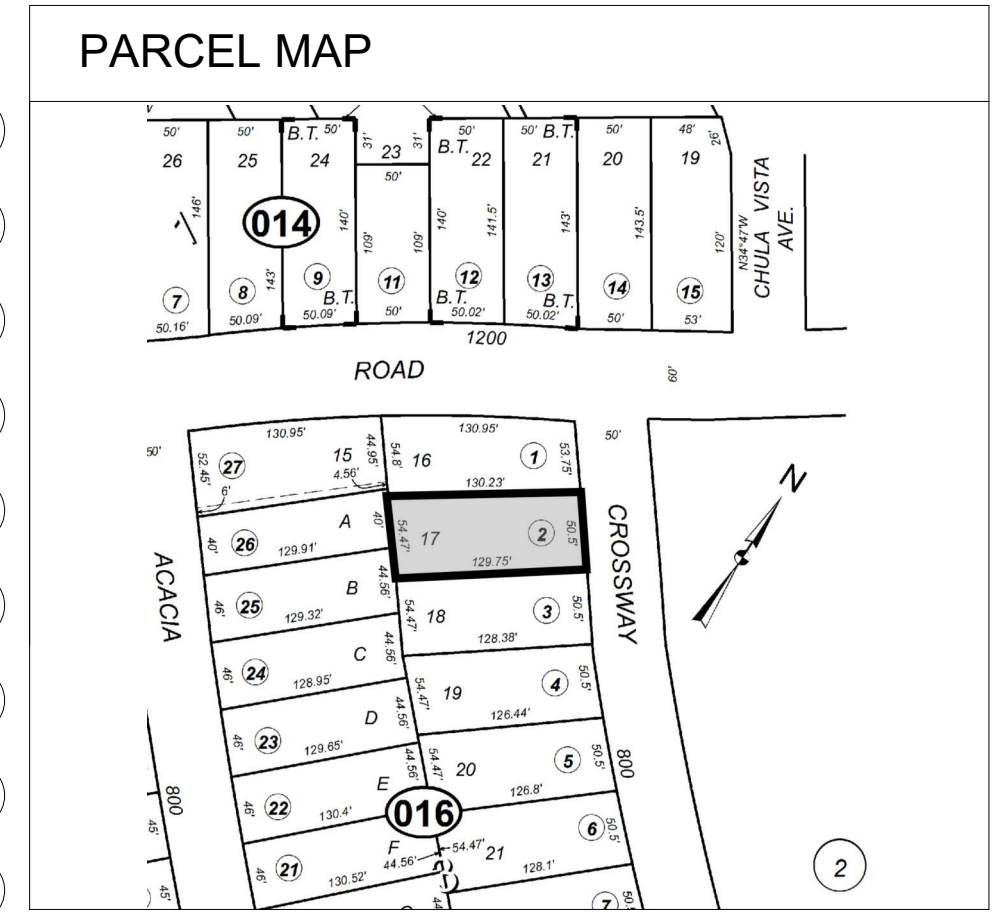 PARCEL MAP
50' 50' B.T. 50' 31' 31' 50' 50' B.T. 50' 48' 26'
26 25 24 23 B.T. 22 21 20 19
50'
146' 143' 140' 109' 109' 140' 141.5' 143' 143.5' 120'
014
N34°47'W
CHULA VISTA
AVE.
7 8 9 11 12 13 14 15
B.T. B.T. B.T.
50.16' 50.09' 50.09' 50' 50.02' 50.02' 50' 53'
1200
ROAD
60'
130.95' 130.95' 50'
52.45' 27 15 44.95' 54.8' 16 1 53.75'
6' 4.56' 130.23'
N
40' 26 A 40' 54.47' 17 2 50.5'
129.91' 129.75'
ACACIA
CROSSWAY
46' 25 B 44.56' 54.47' 18 3 50.5'
129.32' 128.38'
46' 24 C 44.56' 54.47' 19 4 50.5'
128.95' 126.44'
46' 23 D 44.56' 54.47' 20 5 50.5'
129.65' 126.8'
800
800
46' 22 E 44.56' 6 50.5'
130.4'
016
45' 46' 21 F 44.56' 54.47' 21
130.52' 128.1'
45' 44 7 50.5
2